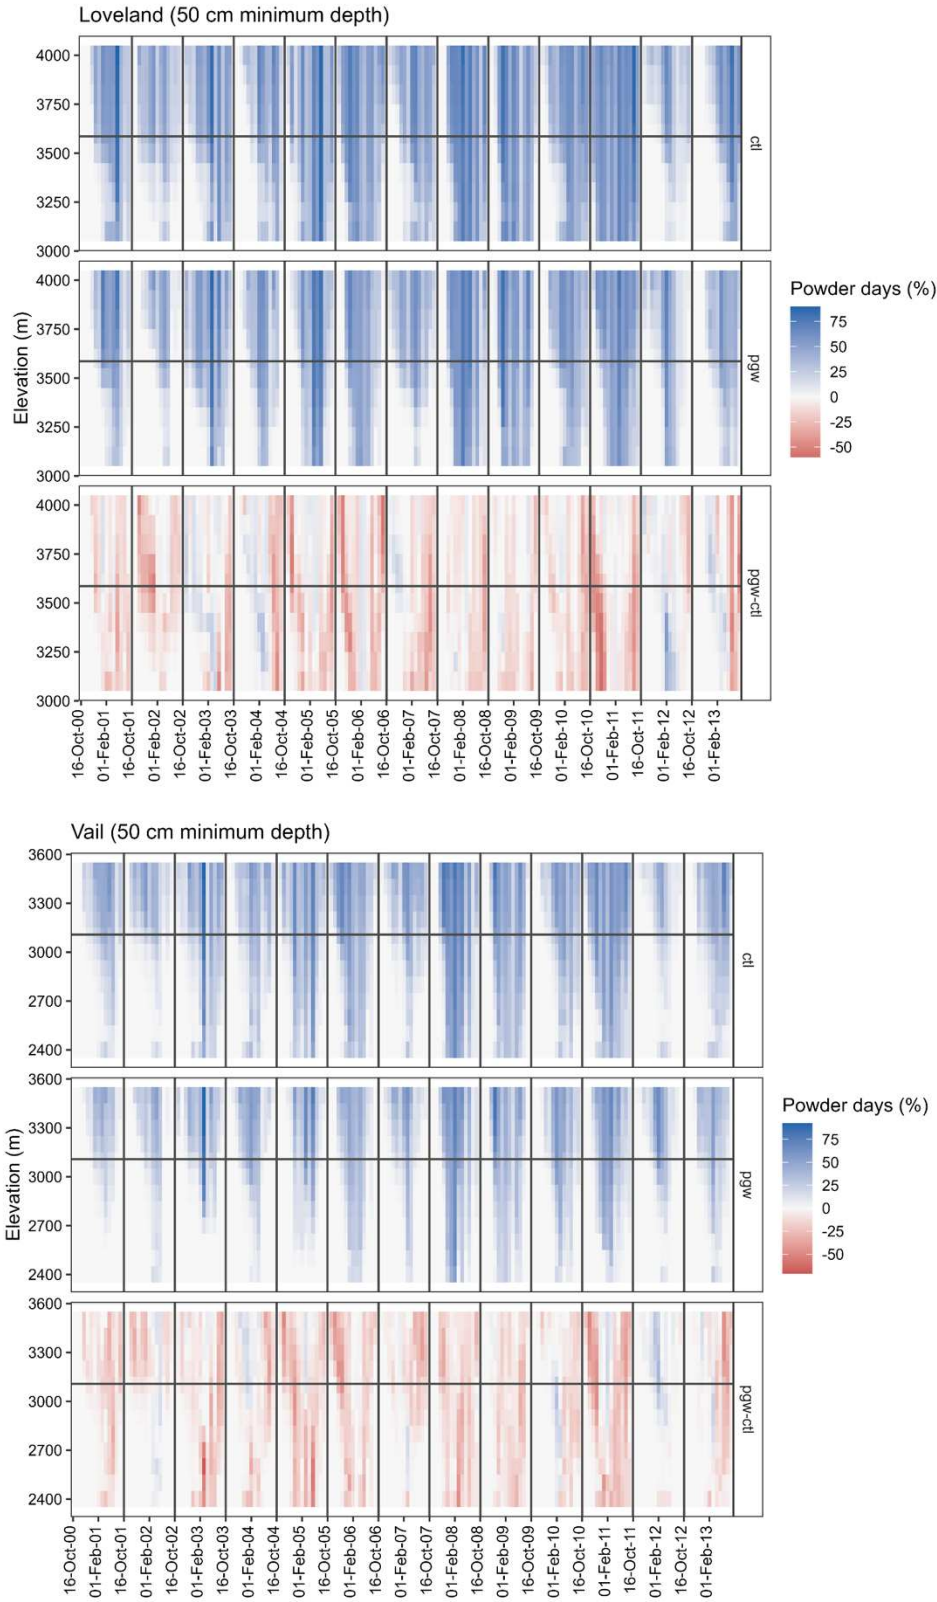 Loveland (50 cm minimum depth)
4000
3750
3500
3250
3000
ctl
4000
3750
3500
3250
3000
pgw
4000
3750
3500
3250
3000
pgw-ctl
Elevation (m)
Powder days (%)
75
50
25
0
-25
-50
16-Oct-00
01-Feb-01
16-Oct-01
01-Feb-02
16-Oct-02
01-Feb-03
16-Oct-03
01-Feb-04
16-Oct-04
01-Feb-05
16-Oct-05
01-Feb-06
16-Oct-06
01-Feb-07
16-Oct-07
01-Feb-08
16-Oct-08
01-Feb-09
16-Oct-09
01-Feb-10
16-Oct-10
01-Feb-11
16-Oct-11
01-Feb-12
16-Oct-12
01-Feb-13
Vail (50 cm minimum depth)
3600
3300
3000
2700
2400
ctl
3600
3300
3000
2700
2400
pgw
3600
3300
3000
2700
2400
pgw-ctl
Elevation (m)
Powder days (%)
75
50
25
0
-25
-50
16-Oct-00
01-Feb-01
16-Oct-01
01-Feb-02
16-Oct-02
01-Feb-03
16-Oct-03
01-Feb-04
16-Oct-04
01-Feb-05
16-Oct-05
01-Feb-06
16-Oct-06
01-Feb-07
16-Oct-07
01-Feb-08
16-Oct-08
01-Feb-09
16-Oct-09
01-Feb-10
16-Oct-10
01-Feb-11
16-Oct-11
01-Feb-12
16-Oct-12
01-Feb-13